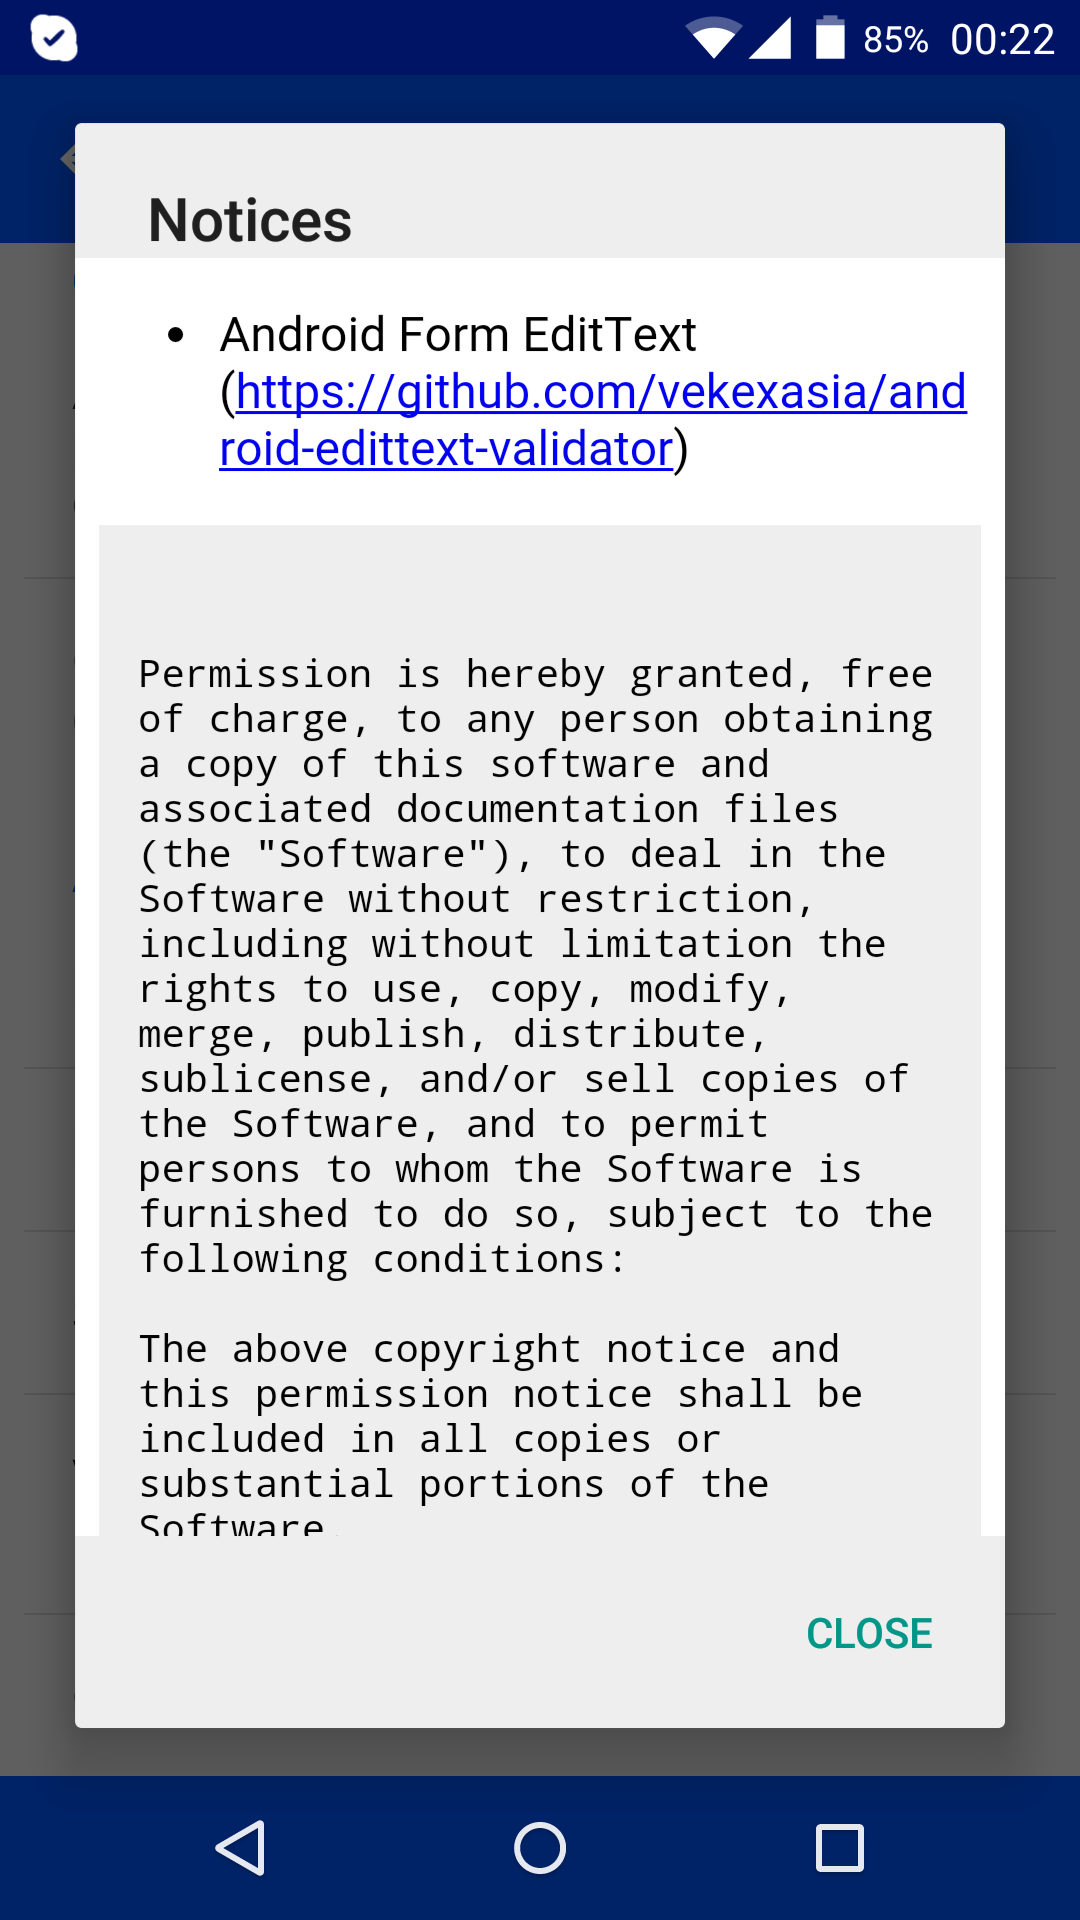 85% 00:22
Notices
• Android Form EditText
(https://github.com/vekexasia/and
roid-edittext-validator)
Permission is hereby granted, free
of charge, to any person obtaining
a copy of this software and
associated documentation files
(the "Software"), to deal in the
Software without restriction,
including without limitation the
rights to use, copy, modify,
merge, publish, distribute,
sublicense, and/or sell copies of
the Software, and to permit
persons to whom the Software is
furnished to do so, subject to the
following conditions:
The above copyright notice and
this permission notice shall be
included in all copies or
substantial portions of the
Software.
CLOSE